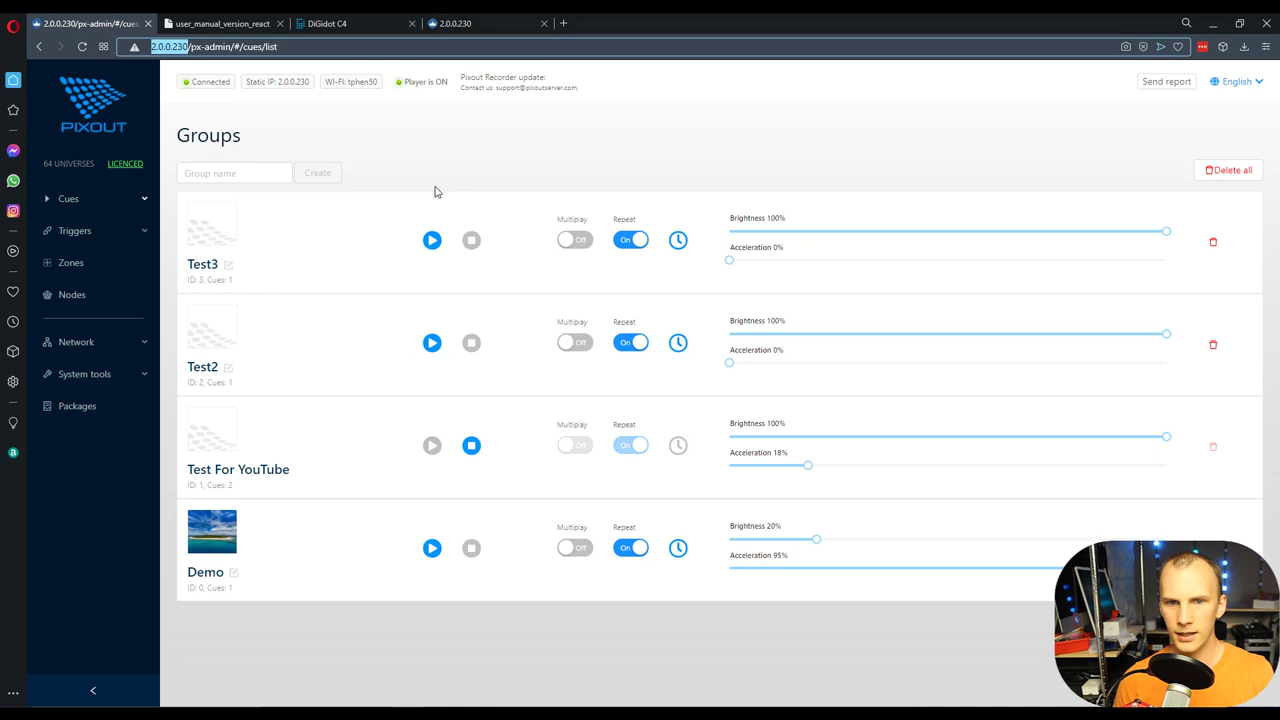 2.0.0.230/px-admin/#/cues
user_manual_version_react
DiGidot C4
2.0.0.230
2.0.0.230/px-admin/#/cues/list
PIXOUT
64 UNIVERSES LICENCED
Cues
Triggers
Zones
Nodes
Network
System tools
Packages
Connected
Static IP: 2.0.0.230
WI-FI: tphen50
Player is ON
Pixout Recorder update:
Contact us: support@pixoutserver.com.
Send report
English
Groups
Group name
Create
Delete all
Test3
ID: 3, Cues: 1
Multiplay
Off
Repeat
On
Brightness 100%
Acceleration 0%
Test2
ID: 2, Cues: 1
Multiplay
Off
Repeat
On
Brightness 100%
Acceleration 0%
Test For YouTube
ID: 1, Cues: 2
Multiplay
Off
Repeat
On
Brightness 100%
Acceleration 18%
Demo
ID: 0, Cues: 1
Multiplay
Off
Repeat
On
Brightness 20%
Acceleration 95%